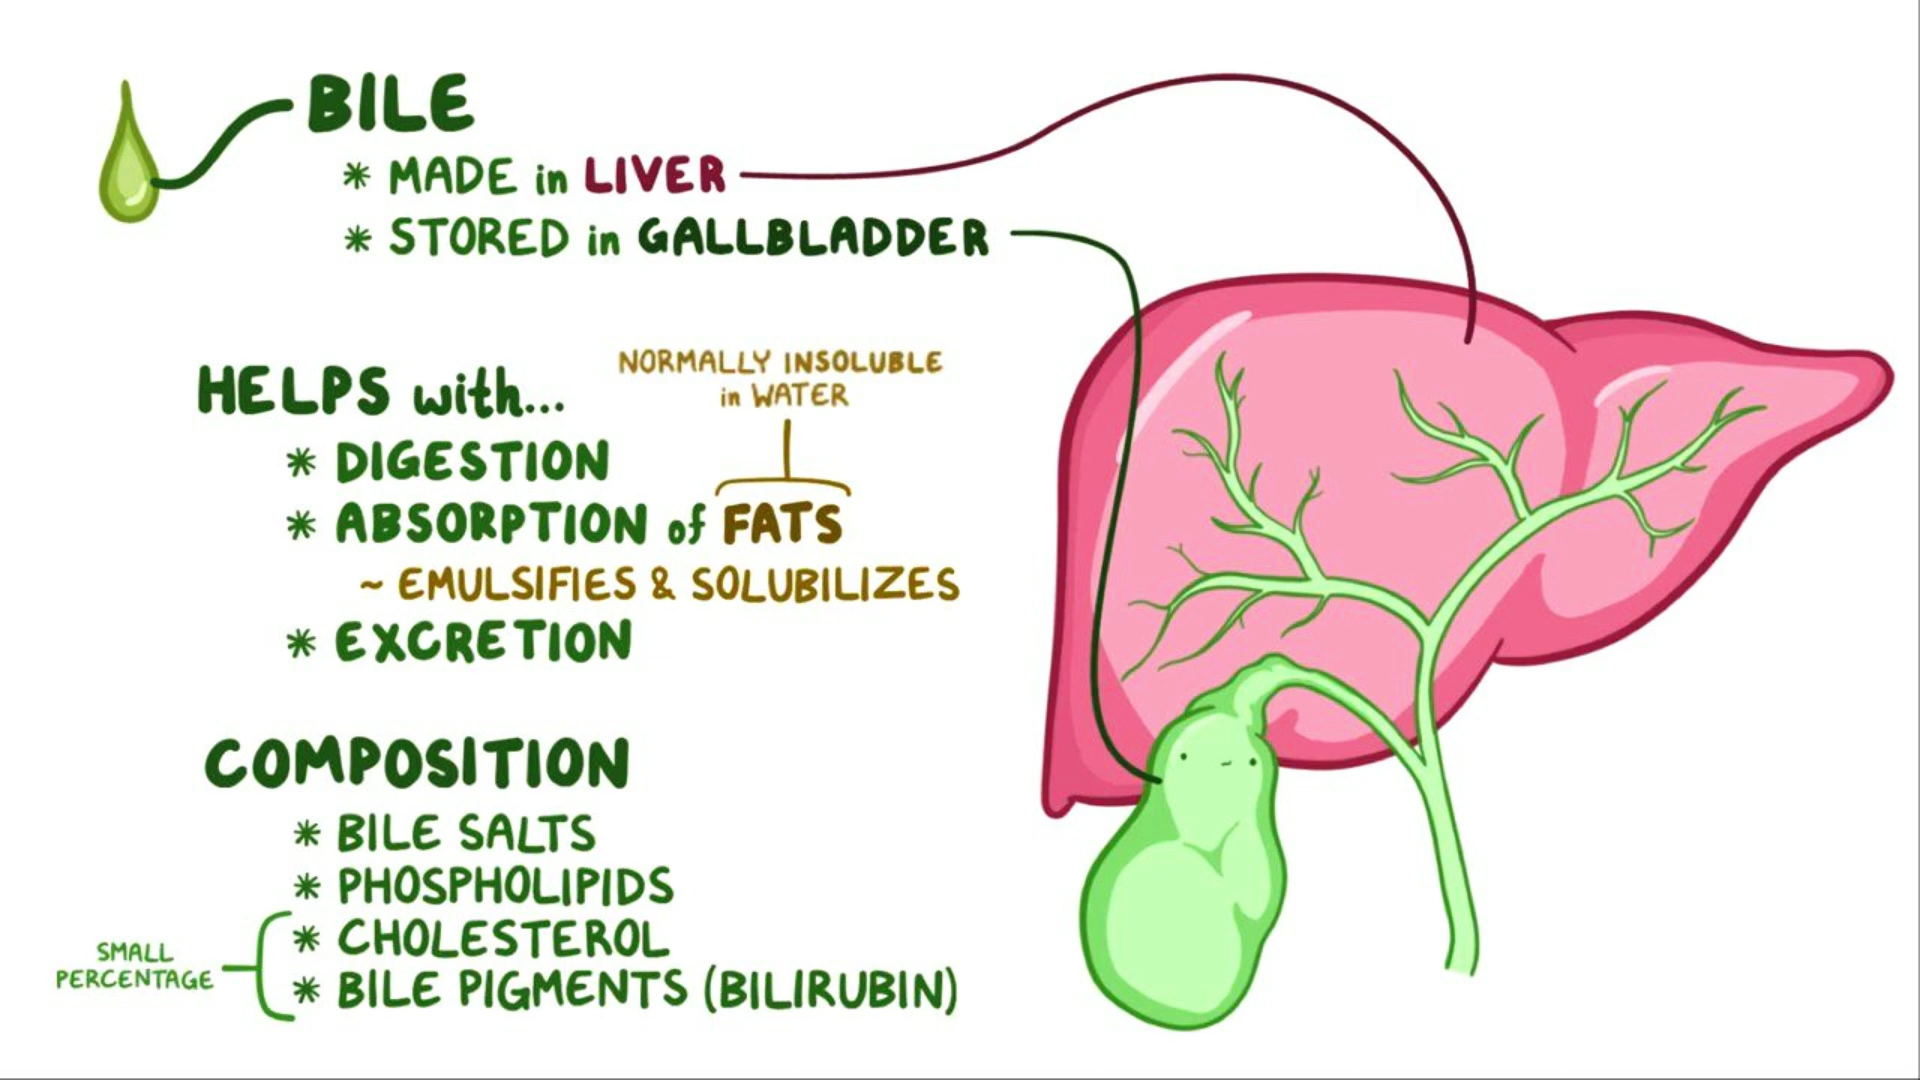 BILE
* MADE in LIVER
* STORED in GALLBLADDER
HELPS with...
NORMALLY INSOLUBLE
in WATER
* DIGESTION
* ABSORPTION of FATS
~ EMULSIFIES & SOLUBILIZES
* EXCRETION
COMPOSITION
* BILE SALTS
* PHOSPHOLIPIDS
* CHOLESTEROL
* BILE PIGMENTS (BILIRUBIN)
SMALL
PERCENTAGE